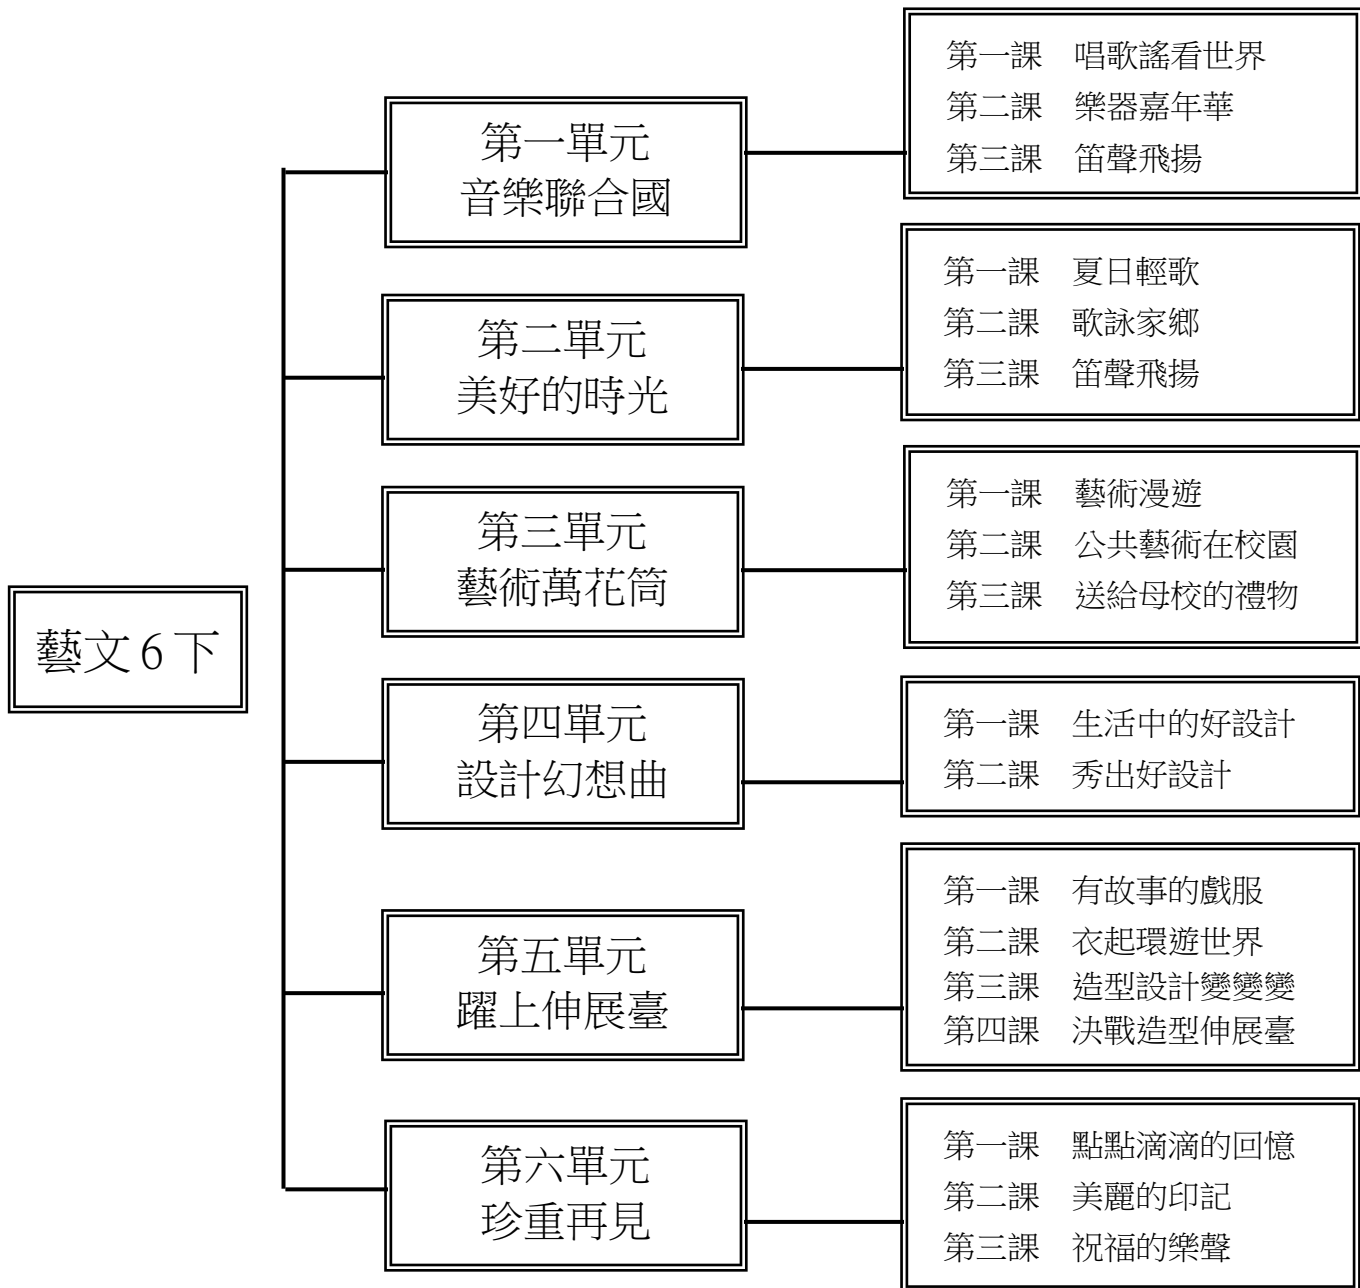 藝文6下
第一單元
音樂聯合國
第一課 唱歌謠看世界
第二課 樂器嘉年華
第三課 笛聲飛揚
第二單元
美好的時光
第一課 夏日輕歌
第二課 歌詠家鄉
第三課 笛聲飛揚
第三單元
藝術萬花筒
第一課 藝術漫遊
第二課 公共藝術在校園
第三課 送給母校的禮物
第四單元
設計幻想曲
第一課 生活中的好設計
第二課 秀出好設計
第五單元
躍上伸展臺
第一課 有故事的戲服
第二課 衣起環遊世界
第三課 造型設計變變變
第四課 決戰造型伸展臺
第六單元
珍重再見
第一課 點點滴滴的回憶
第二課 美麗的印記
第三課 祝福的樂聲